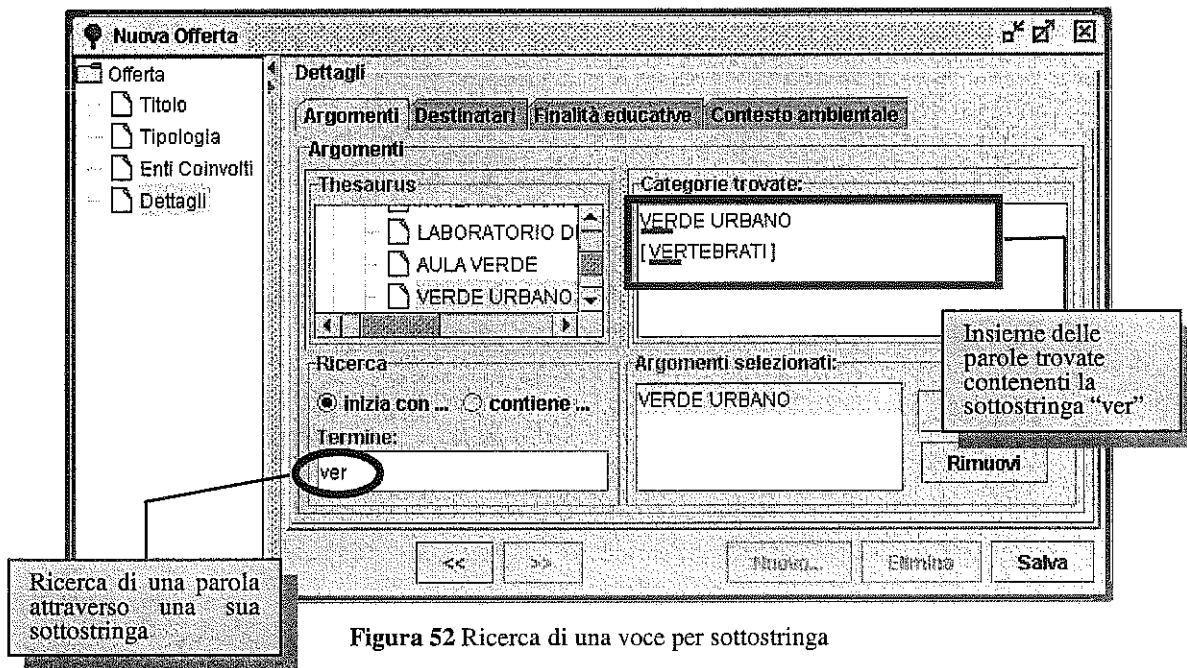 Nuova Offerta
Offerta
Titolo
Tipologia
Enti Coinvolti
Dettagli
Dettagli
Argomenti Destinatari Finalità educative Contesto ambientale
Argomenti
Thesaurus
LABORATORIO DI
AULA VERDE
VERDE URBANO
Categorie trovate:
VERDE URBANO
[VERTEBRATI]
Insieme delle
parole trovate
contenenti la
sottostringa “ver”
Ricerca
inizia con ... contiene ...
Termine:
ver
Argomenti selezionati:
VERDE URBANO
Rimuovi
<< >> Nuovo... Elimina Salva
Ricerca di una parola
attraverso una sua
sottostringa
Figura 52 Ricerca di una voce per sottostringa